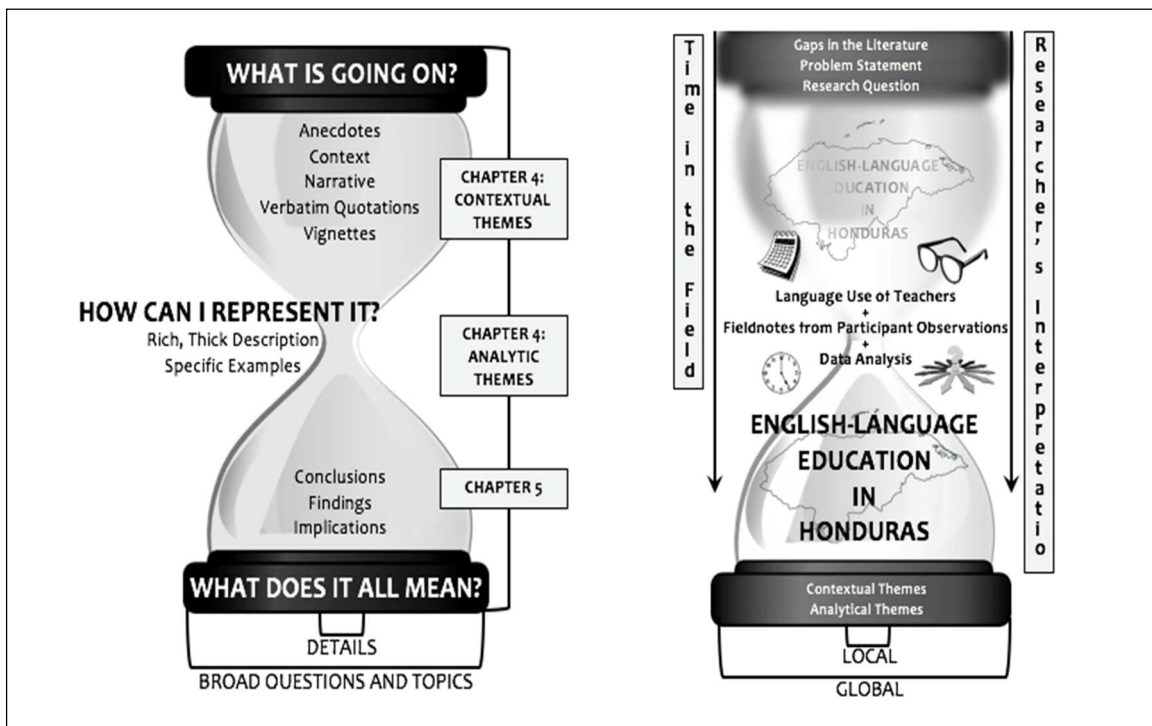 WHAT IS GOING ON?
Anecdotes
Context
Narrative
Verbatim Quotations
Vignettes
CHAPTER 4:
CONTEXTUAL
THEMES
HOW CAN I REPRESENT IT?
Rich, Thick Description
Specific Examples
CHAPTER 4:
ANALYTIC
THEMES
Conclusions
Findings
Implications
CHAPTER 5
WHAT DOES IT ALL MEAN?
DETAILS
BROAD QUESTIONS AND TOPICS
Time in the Field
Gaps in the Literature
Problem Statement
Research Question
ENGLISH-LANGUAGE
EDUCATION
IN
HONDURAS
Language Use of Teachers
+
Fieldnotes from Participant Observations
+
Data Analysis
ENGLISH-LANGUAGE
EDUCATION
IN
HONDURAS
Contextual Themes
Analytical Themes
LOCAL
GLOBAL
Researcher's Interpretatio